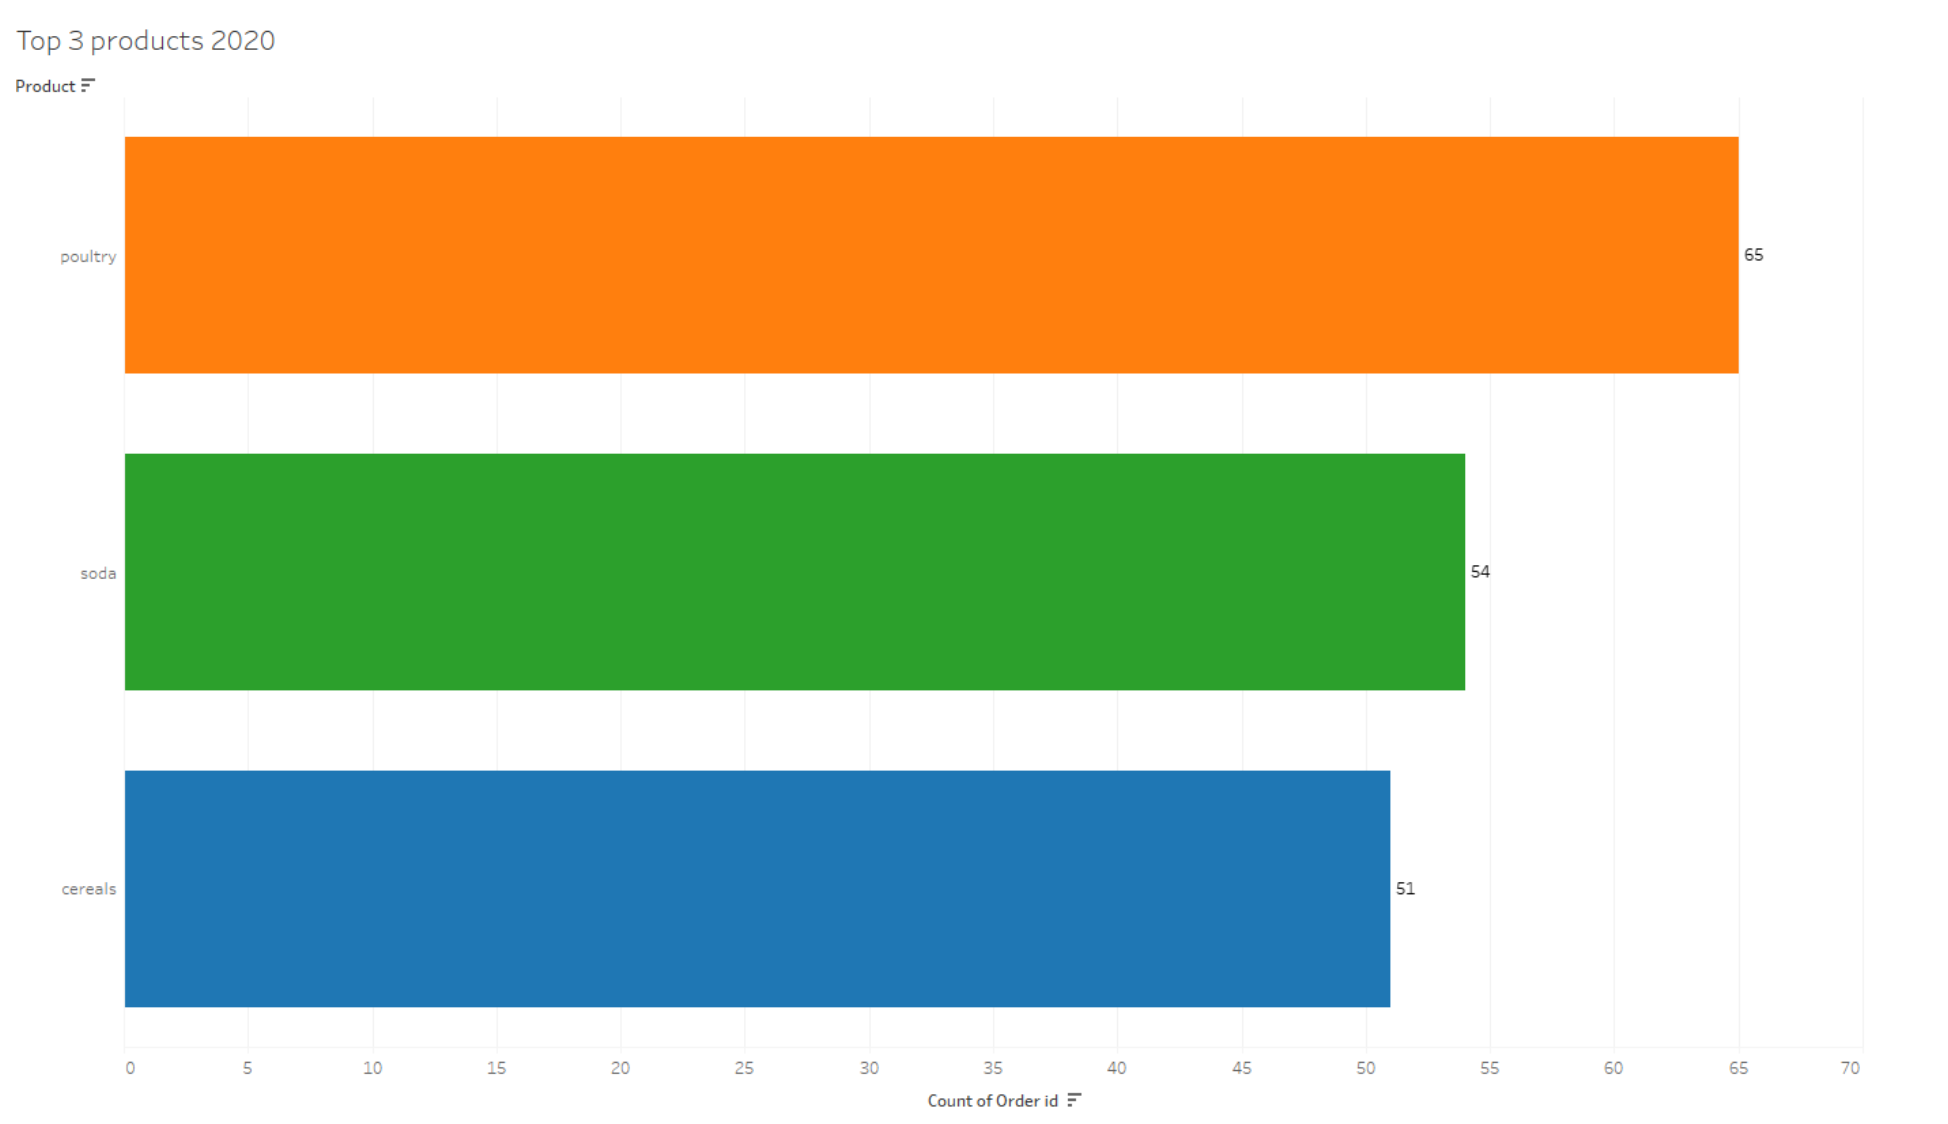 Top 3 products 2020
Product
poultry
65
soda
54
cereals
51
0 5 10 15 20 25 30 35 40 45 50 55 60 65 70
Count of Order id